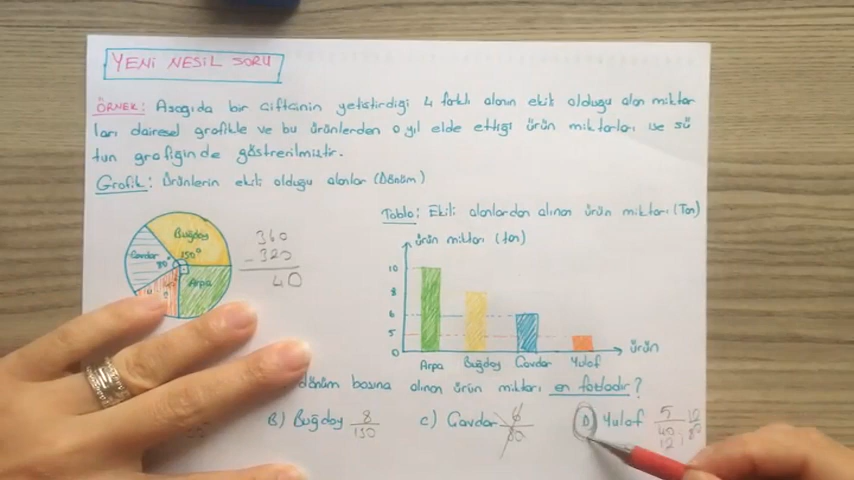 YENİ NESİL SORU
ÖRNEK: Aşağıda bir çiftçinin yetiştirdiği 4 farklı alanın ekili olduğu alan miktar
ları dairesel grafikle ve bu ürünlerden o yıl elde ettiği ürün miktarları ise sü
tun grafiğinde göstrerilmiştir.
Grafik: Ürünlerin ekili olduğu alanlar (Dönüm)
Tablo: Ekili alanlardan alınan ürün miktarı (Ton)
Buğday
150°
Çavdar
80°
Arpa
360
- 320
40
ürün miktarı (ton)
10
8
6
5
0
Arpa Buğday Çavdar Yulaf
ürün
dönüm başına alınan ürün miktarı en fazladır?
B) Buğday 8/150
C) Çavdar 6/80
D) Yulaf 5/40